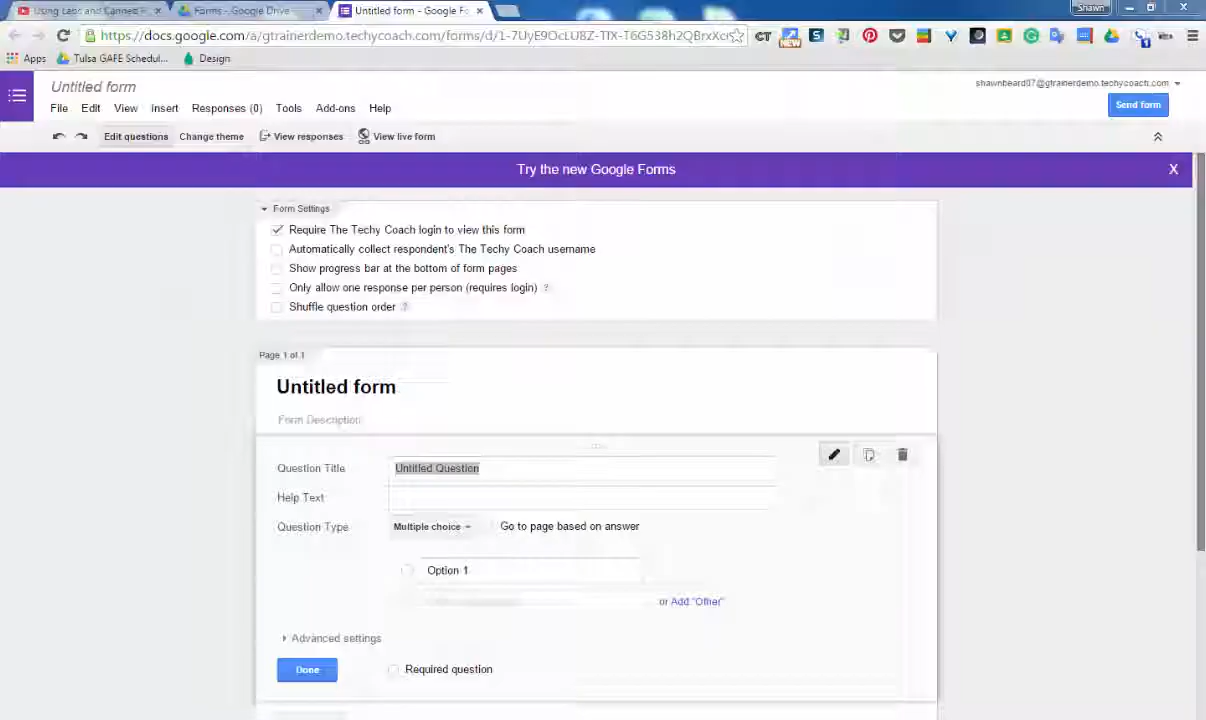 Using Labs and Canned R
Forms - Google Drive
Untitled form - Google Fo
Shawn
https://docs.google.com/a/gtrainerdemo.techycoach.com/forms/d/
Apps
Tulsa GAFE Schedul...
Design
Untitled form
shawnbeard07@gtrainerdemo.techycoach.com
File Edit View Insert Responses (0) Tools Add-ons Help
Send form
Edit questions Change theme View responses View live form
Try the new Google Forms X
Form Settings
Require The Techy Coach login to view this form
Automatically collect respondent's The Techy Coach username
Show progress bar at the bottom of form pages
Only allow one response per person (requires login) ?
Shuffle question order ?
Page 1 of 1
Untitled form
Form Description
Question Title Untitled Question
Help Text
Question Type Multiple choice Go to page based on answer
Option 1
or Add "Other"
Advanced settings
Done Required question